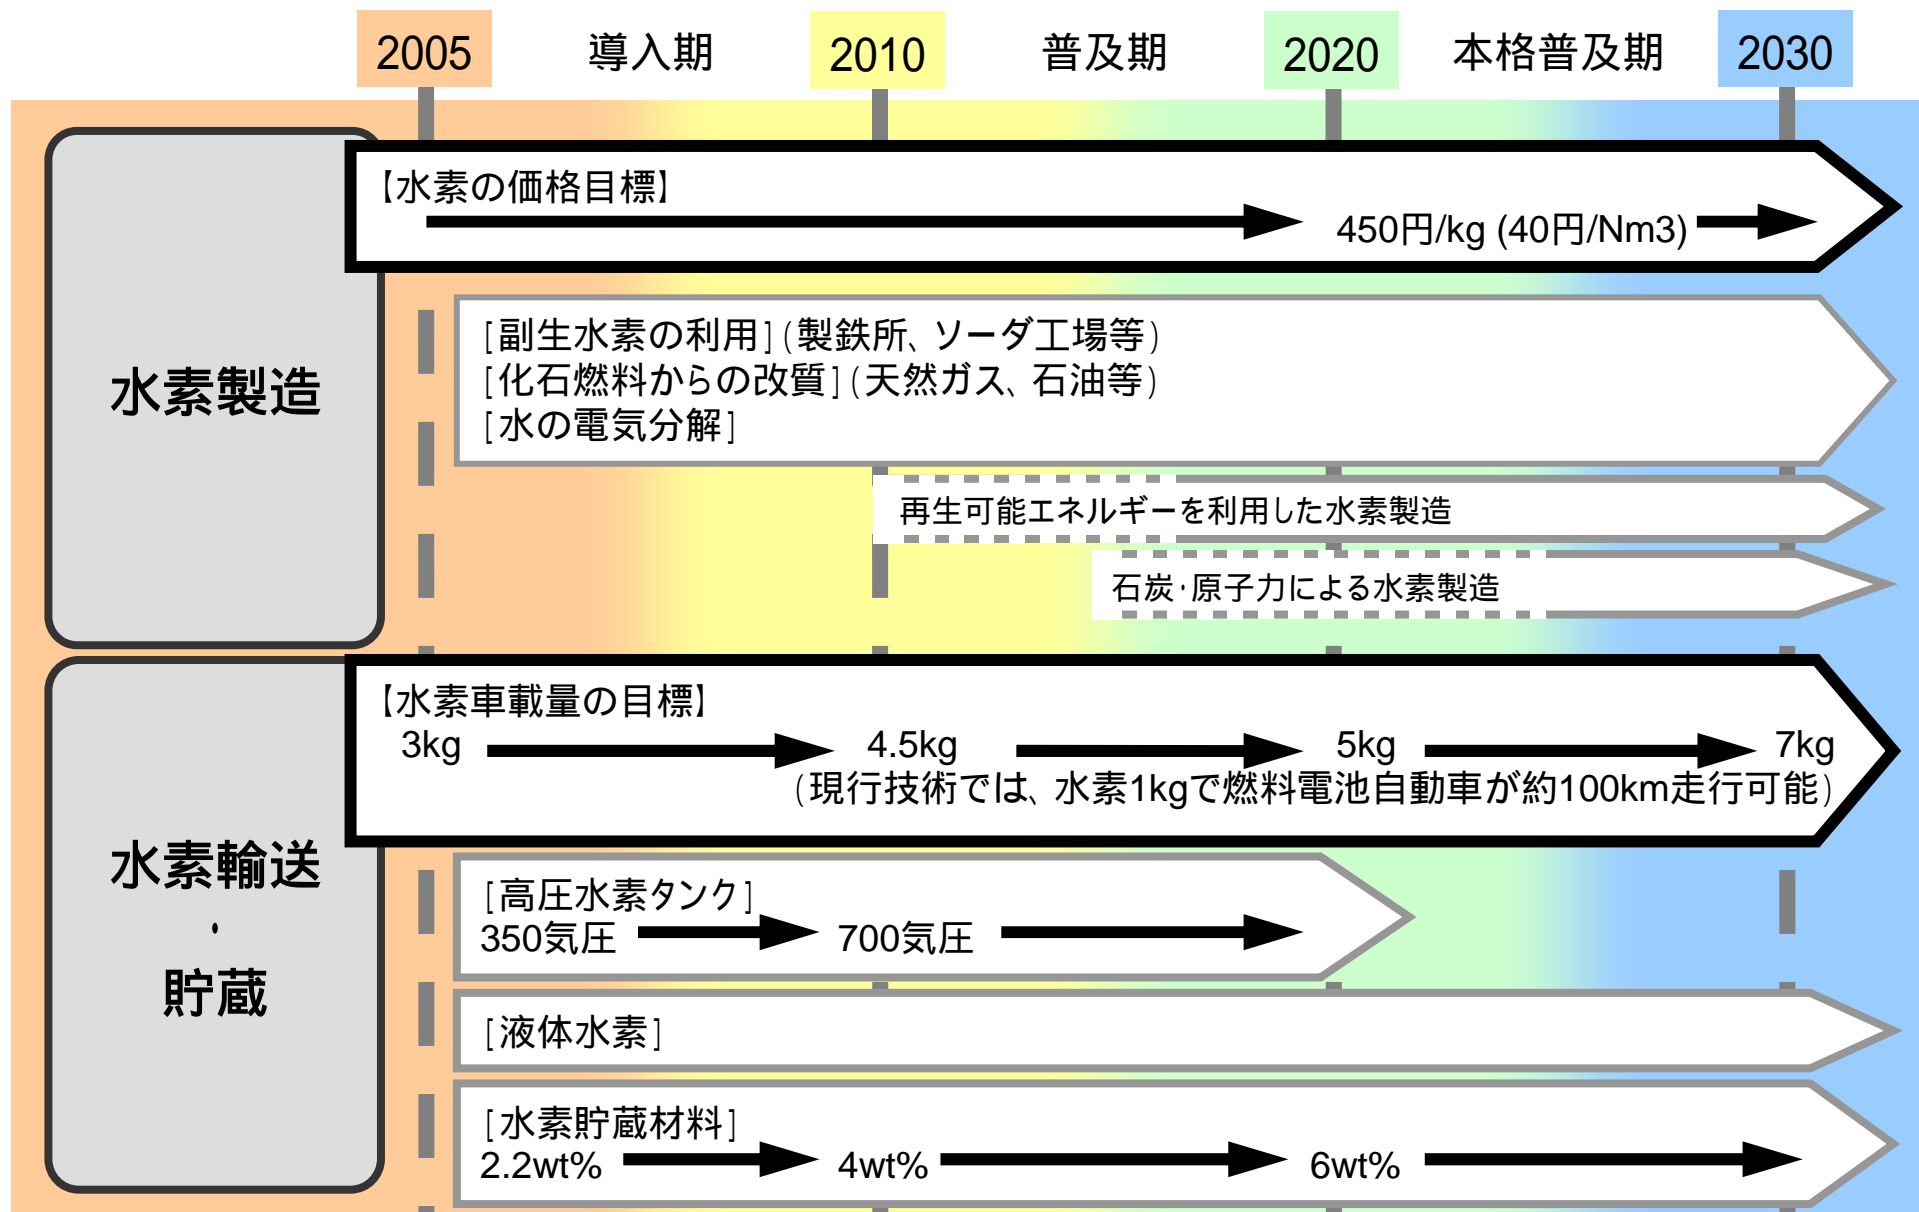 2005 導入期 2010 普及期 2020 本格普及期 2030
水素製造
【水素の価格目標】
450円/kg (40円/Nm3)
[副生水素の利用](製鉄所、ソーダ工場等)
[化石燃料からの改質](天然ガス、石油等)
[水の電気分解]
再生可能エネルギーを利用した水素製造
石炭・原子力による水素製造
水素輸送
・
貯蔵
【水素車載量の目標】
3kg 4.5kg 5kg 7kg
(現行技術では、水素1kgで燃料電池自動車が約100km走行可能)
[高圧水素タンク]
350気圧 700気圧
[液体水素]
[水素貯蔵材料]
2.2wt% 4wt% 6wt%